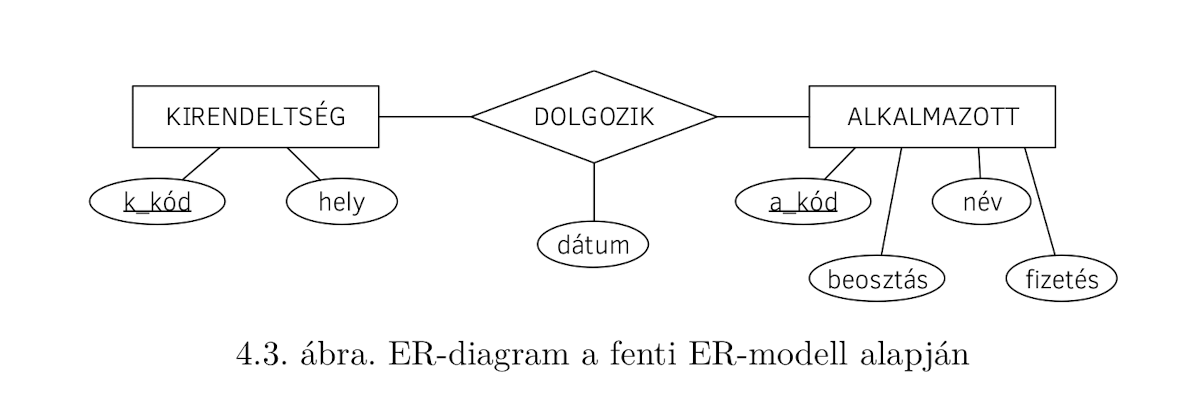 KIRENDELTSÉG DOLGOZIK ALKALMAZOTT
k_kód hely a_kód név
dátum
beosztás fizetés
4.3. ábra. ER-diagram a fenti ER-modell alapján